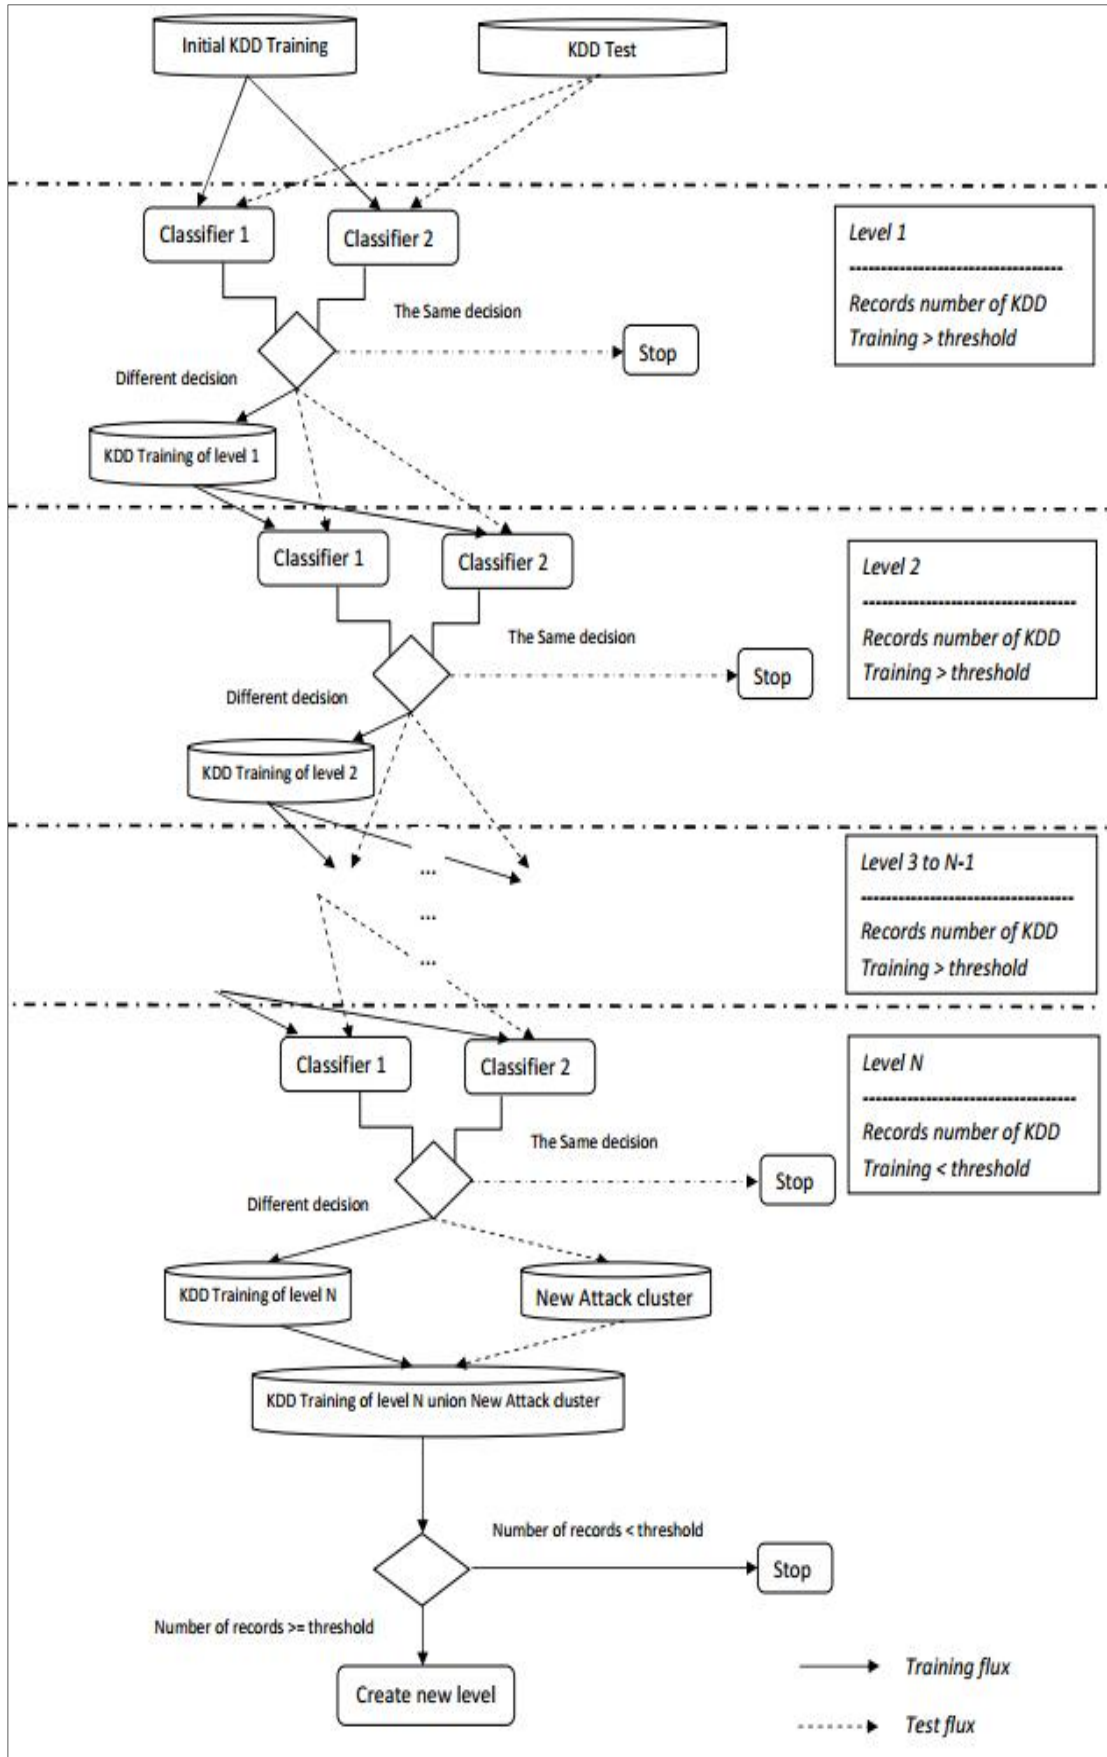 Initial KDD Training
KDD Test
Classifier 1
Classifier 2
Level 1
-----------------------------------
Records number of KDD
Training > threshold
The Same decision
Stop
Different decision
KDD Training of level 1
Classifier 1
Classifier 2
Level 2
-----------------------------------
Records number of KDD
Training > threshold
The Same decision
Stop
Different decision
KDD Training of level 2
...
...
...
Level 3 to N-1
-----------------------------------
Records number of KDD
Training > threshold
Classifier 1
Classifier 2
Level N
-----------------------------------
Records number of KDD
Training < threshold
The Same decision
Stop
Different decision
KDD Training of level N
New Attack cluster
KDD Training of level N union New Attack cluster
Number of records < threshold
Stop
Number of records >= threshold
Create new level
Training flux
Test flux